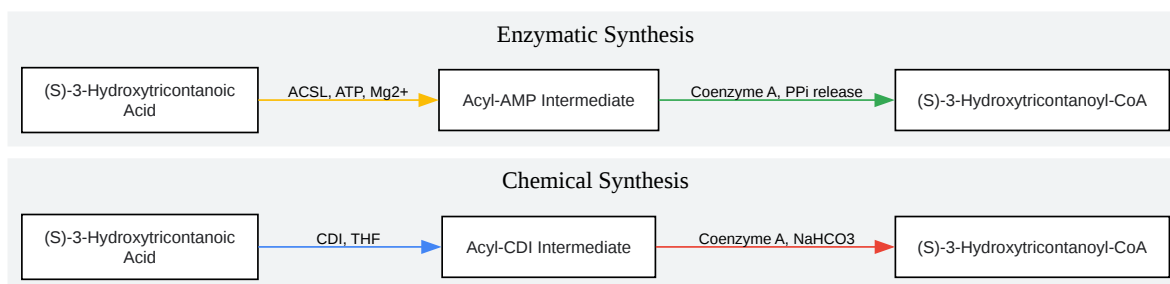 Enzymatic Synthesis
(S)-3-Hydroxytricontanoic
Acid
ACSL, ATP, Mg2+
Acyl-AMP Intermediate
Coenzyme A, PPi release
(S)-3-Hydroxytricontanoyl-CoA
Chemical Synthesis
(S)-3-Hydroxytricontanoic
Acid
CDI, THF
Acyl-CDI Intermediate
Coenzyme A, NaHCO3
(S)-3-Hydroxytricontanoyl-CoA